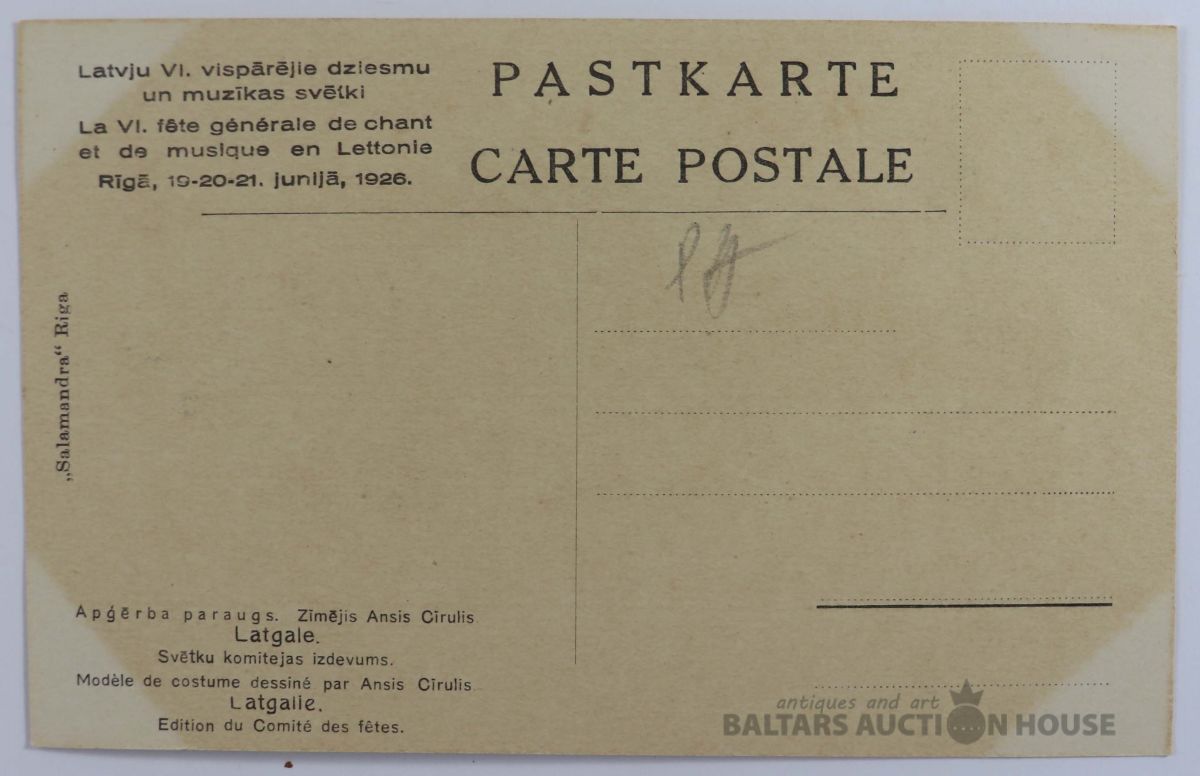 Latvju VI. vispārējie dziesmu
un muzīkas svētki
La VI. fête générale de chant
et de musique en Lettonie
Rīgā, 19-20-21. junijā, 1926.
PASTKARTE
CARTE POSTALE
„Salamandra“ Riga
Apģērba paraugs. Zīmējis Ansis Cīrulis
Latgale.
Svētku komitejas izdevums.
Modèle de costume dessiné par Ansis Cīrulis
Latgalie.
Edition du Comité des fêtes.
antiques and art
BALTARS AUCTION HOUSE